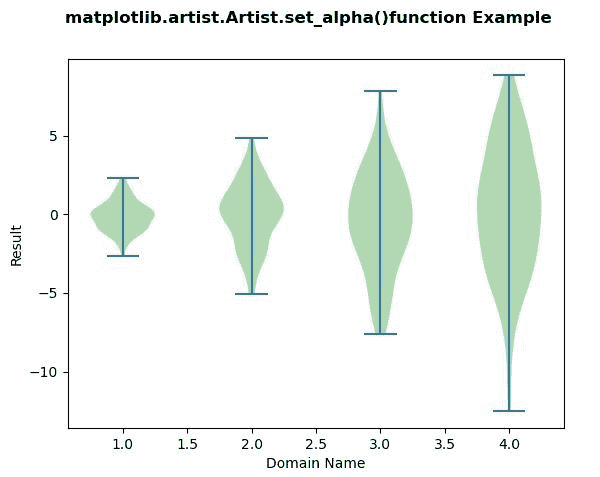 matplotlib.artist.Artist.set_alpha()function Example
5
0
−5
−10
Result
1.0 1.5 2.0 2.5 3.0 3.5 4.0
Domain Name